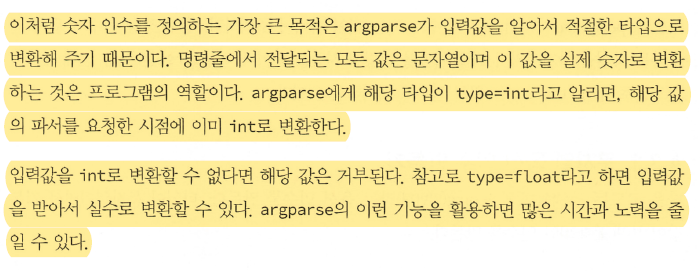 이처럼 숫자 인수를 정의하는 가장 큰 목적은 argparse가 입력값을 알아서 적절한 타입으로
변환해 주기 때문이다. 명령줄에서 전달되는 모든 값은 문자열이며 이 값을 실제 숫자로 변환
하는 것은 프로그램의 역할이다. argparse에게 해당 타입이 type=int라고 알리면, 해당 값
의 파서를 요청한 시점에 이미 int로 변환한다.
입력값을 int로 변환할 수 없다면 해당 값은 거부된다. 참고로 type=float라고 하면 입력값
을 받아서 실수로 변환할 수 있다. argparse의 이런 기능을 활용하면 많은 시간과 노력을 줄
일 수 있다.